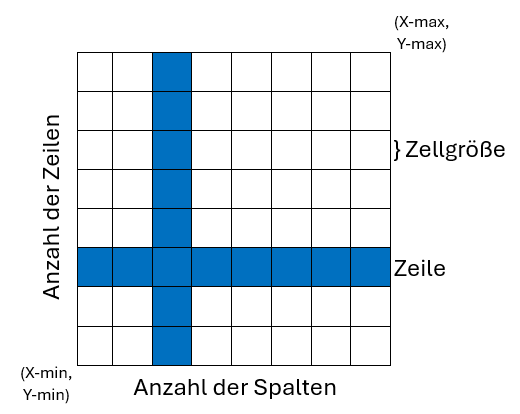 (X-max,
Y-max)
Anzahl der Zeilen
} Zellgröße
Zeile
(X-min,
Y-min)
Anzahl der Spalten